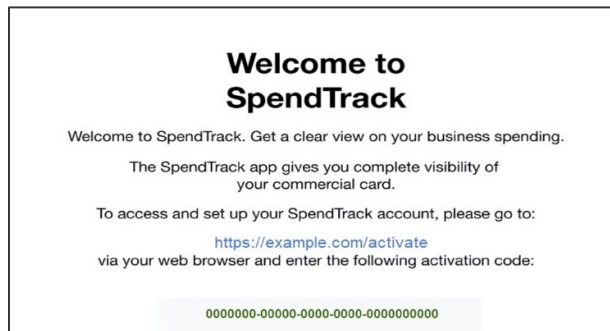 Welcome to
SpendTrack
Welcome to SpendTrack. Get a clear view on your business spending.
The SpendTrack app gives you complete visibility of
your commercial card.
To access and set up your SpendTrack account, please go to:
https://example.com/activate
via your web browser and enter the following activation code:
0000000-00000-0000-0000-0000000000